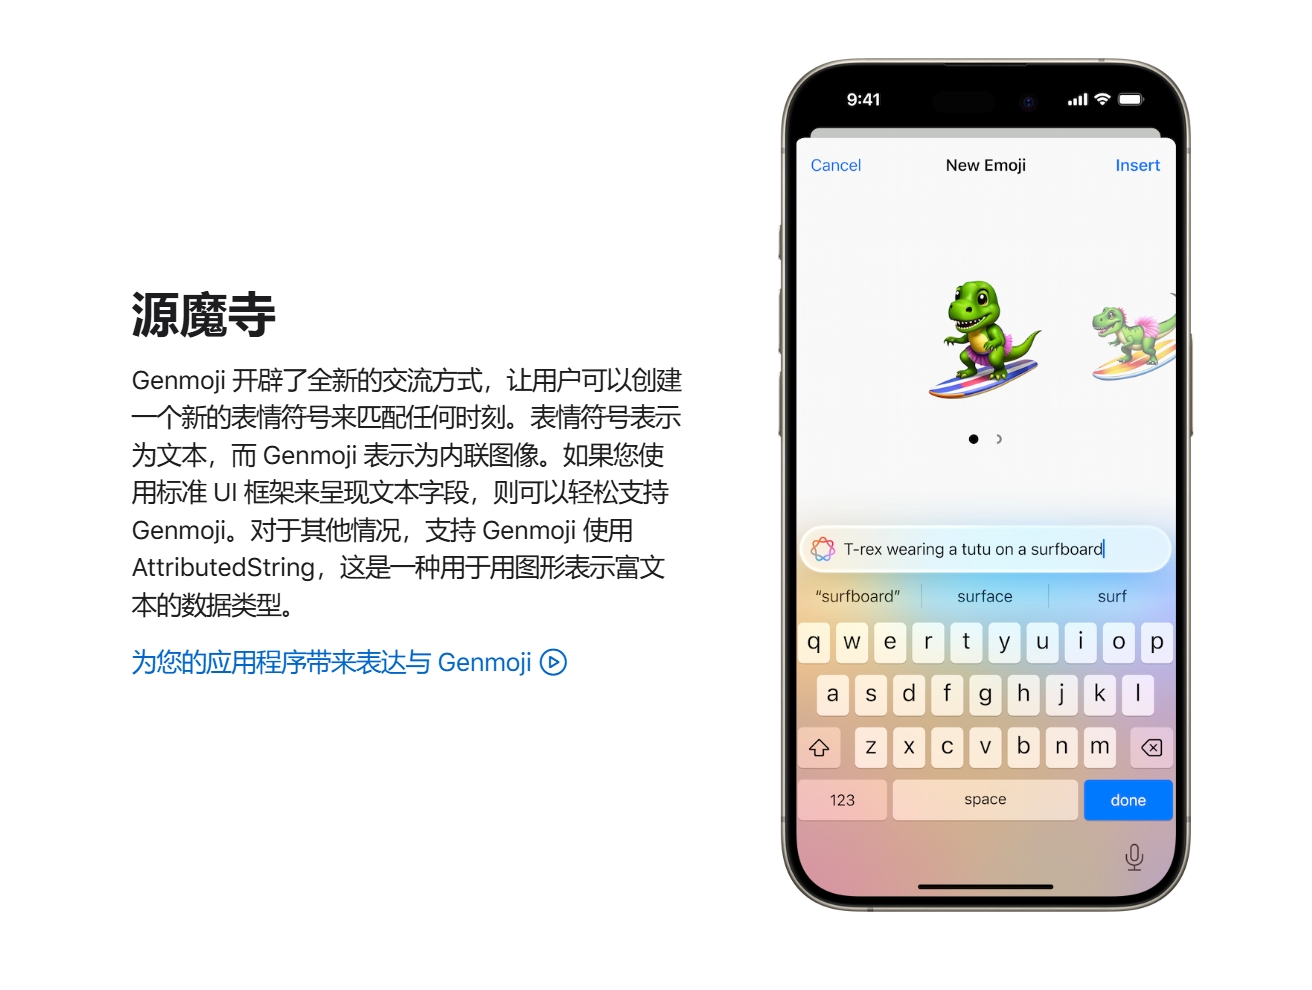 源魔寺
Genmoji 开辟了全新的交流方式，让用户可以创建
一个新的表情符号来匹配任何时刻。表情符号表示
为文本，而 Genmoji 表示为内联图像。如果您使
用标准 UI 框架来呈现文本字段，则可以轻松支持
Genmoji。对于其他情况，支持 Genmoji 使用
AttributedString，这是一种用于用图形表示富文
本的数据类型。
为您的应用程序带来表达与 Genmoji
9:41
Cancel New Emoji Insert
T-rex wearing a tutu on a surfboard
“surfboard” surface surf
q w e r t y u i o p
a s d f g h j k l
z x c v b n m
123 space done